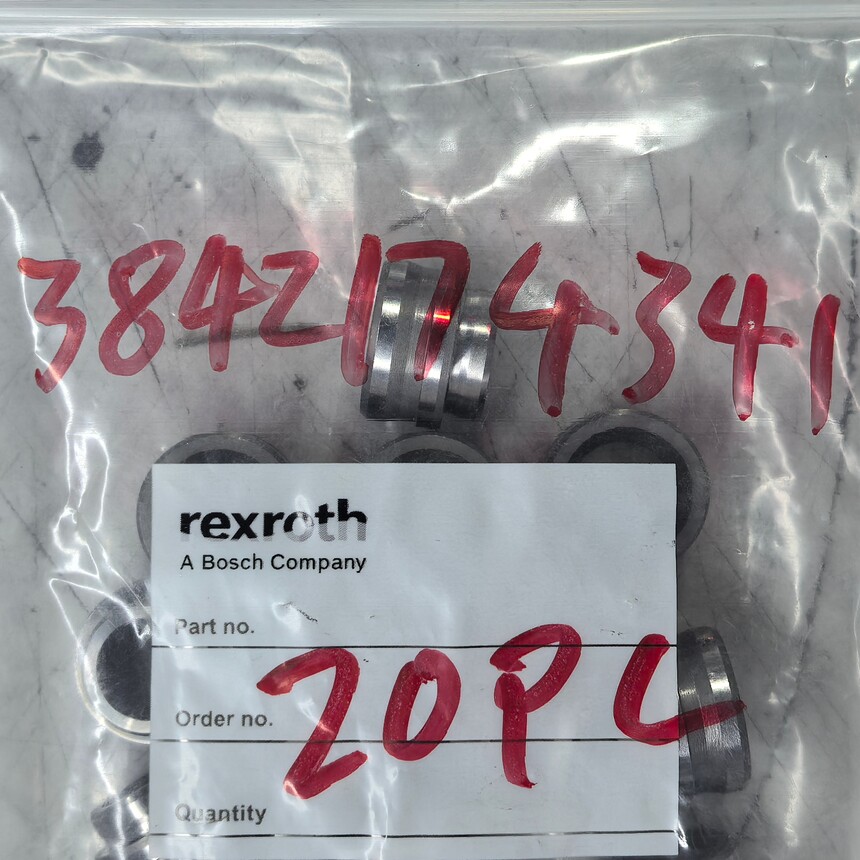 3842174341
rexroth
A Bosch Company
Part no.
20PC
Order no.
Quantity